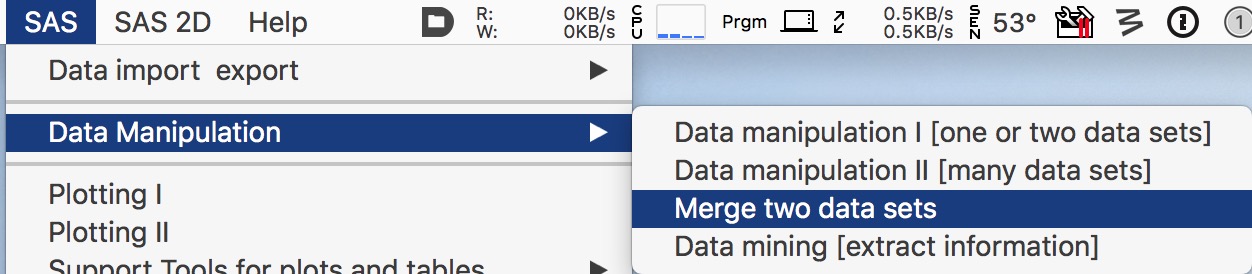 SAS SAS 2D Help R: 0KB/s CPU Prgm 0.5KB/s SEN 53° 1
W: 0KB/s 0.5KB/s
Data import  export
Data Manipulation
Data manipulation I [one or two data sets]
Data manipulation II [many data sets]
Merge two data sets
Data mining [extract information]
Plotting I
Plotting II
Support Tools for plots and tables